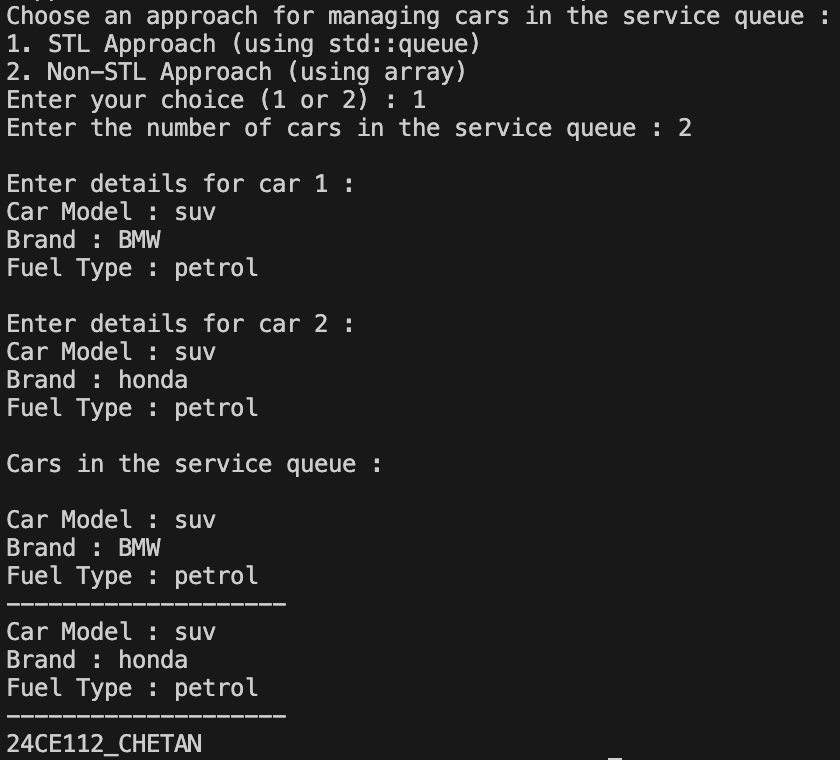 Choose an approach for managing cars in the service queue :
1. STL Approach (using std::queue)
2. Non-STL Approach (using array)
Enter your choice (1 or 2) : 1
Enter the number of cars in the service queue : 2
Enter details for car 1 :
Car Model : suv
Brand : BMW
Fuel Type : petrol
Enter details for car 2 :
Car Model : suv
Brand : honda
Fuel Type : petrol
Cars in the service queue :
Car Model : suv
Brand : BMW
Fuel Type : petrol
--------------------
Car Model : suv
Brand : honda
Fuel Type : petrol
--------------------
24CE112_CHETAN